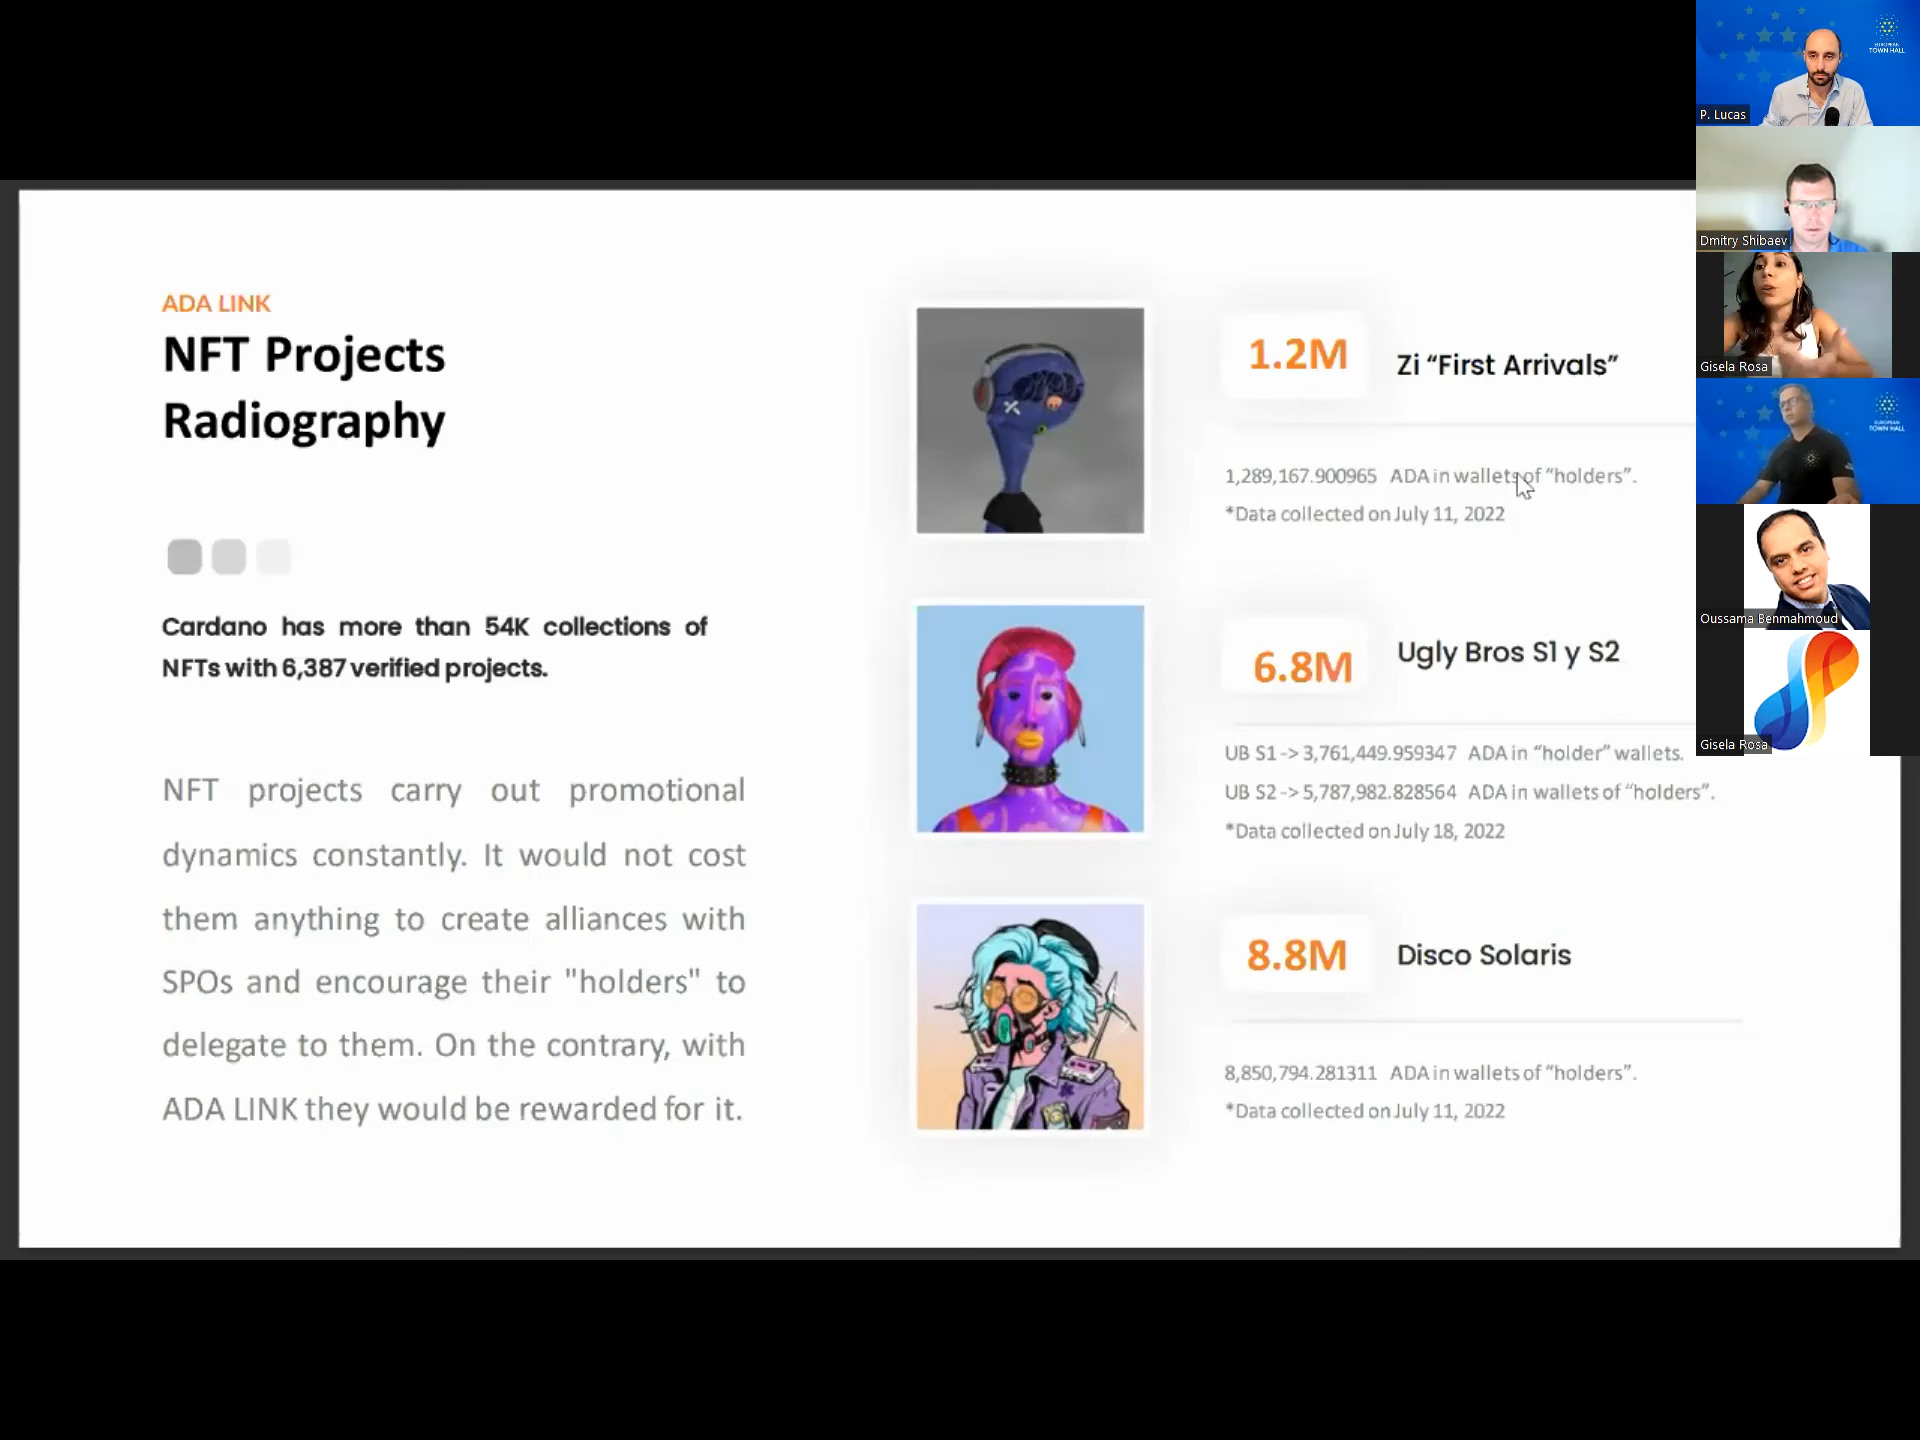 ADA LINK
NFT Projects
Radiography
Cardano has more than 54K collections of
NFTs with 6,387 verified projects.
NFT projects carry out promotional
dynamics constantly. It would not cost
them anything to create alliances with
SPOs and encourage their "holders" to
delegate to them. On the contrary, with
ADA LINK they would be rewarded for it.
1.2M
Zi “First Arrivals”
1,289,167.900965 ADA in wallets of “holders”.
*Data collected on July 11, 2022
6.8M
Ugly Bros S1 y S2
UB S1 -> 3,761,449.959347 ADA in “holder” wallets.
UB S2 -> 5,787,982.828564 ADA in wallets of “holders”.
*Data collected on July 18, 2022
8.8M
Disco Solaris
8,850,794.281311 ADA in wallets of “holders”.
*Data collected on July 11, 2022
EUROPEAN
TOWN HALL
P. Lucas
Dmitry Shibaev
Gisela Rosa
EUROPEAN
TOWN HALL
Oussama Benmahmoud
Gisela Rosa